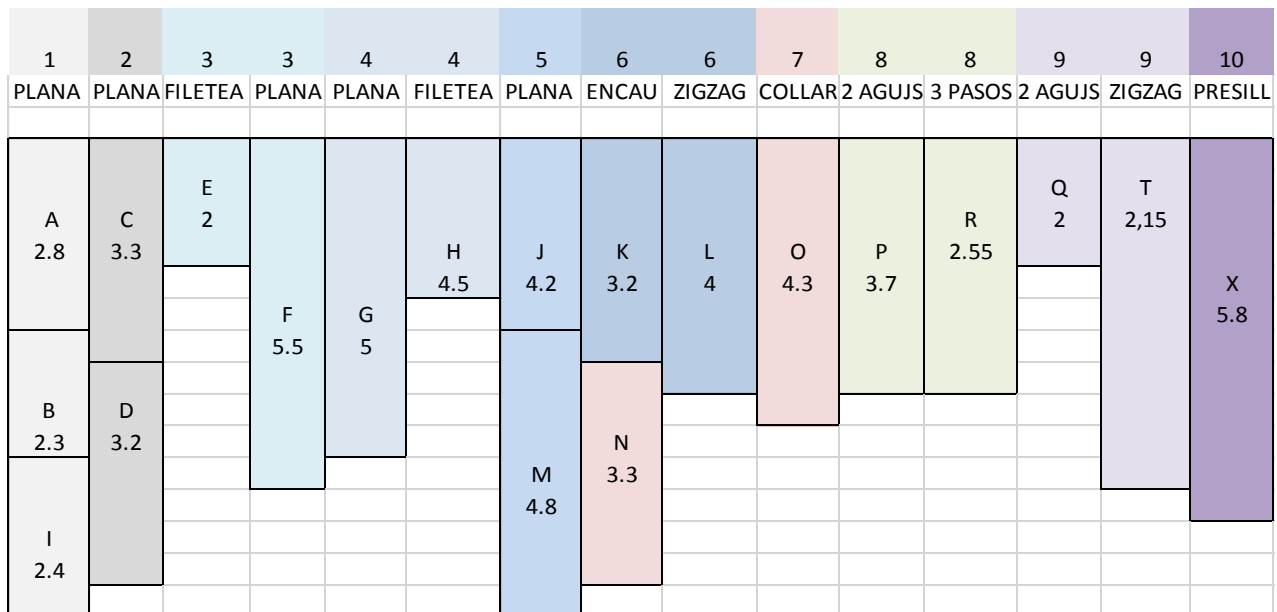 1 2 3 3 4 4 5 6 6 7 8 8 9 9 10
PLANA PLANA FILETEA PLANA PLANA FILETEA PLANA ENCAU ZIGZAG COLLAR 2 AGUJS 3 PASOS 2 AGUJS ZIGZAG PRESILL
E Q T
A C 2 R 2 2,15
2.8 3.3 H J K L O P 2.55
4.5 4.2 3.2 4 4.3 3.7 X
F G 5.8
5.5 5
B D
2.3 3.2 N
M 3.3
4.8
I
2.4